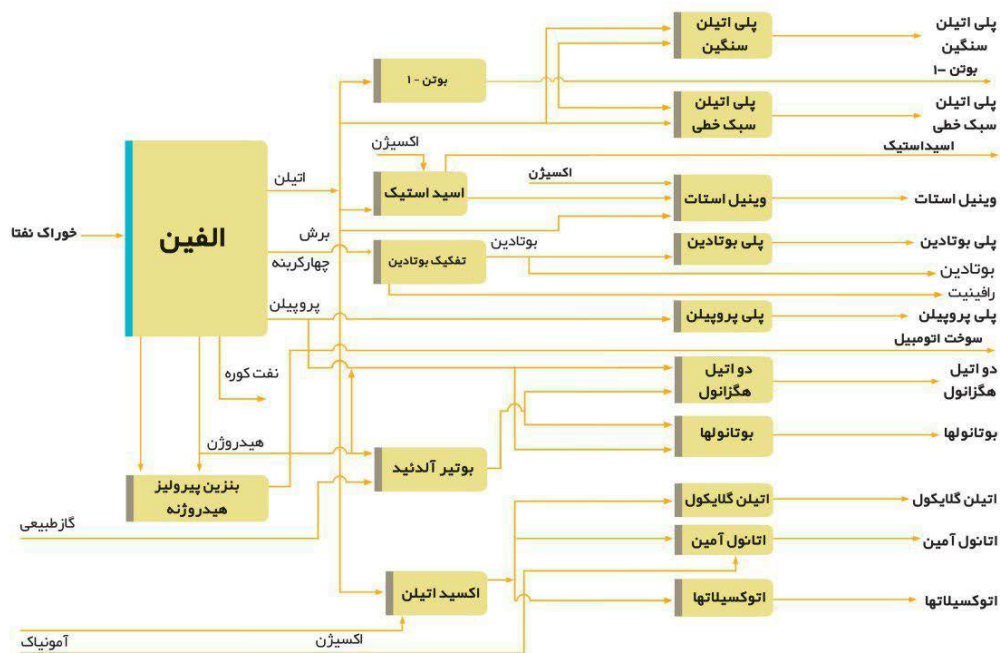 خوراک نفتا
الفین
اتیلن
برش
چهارکربنه
پروپیلن
نفت کوره
هیدروژن
بنزین پیرولیز
هیدروژنه
گاز طبیعی
آمونیاک
اکسیژن
بوتن - ۱
اکسیژن
اسید استیک
تفکیک بوتادین
بوتادین
بوتیر آلدئید
اکسید اتیلن
پلی اتیلن
سنگین
پلی اتیلن
سبک خطی
اکسیژن
وینیل استات
پلی بوتادین
پلی پروپیلن
دو اتیل
هگزانول
بوتانولها
اتیلن گلایکول
اتانول آمین
اتوکسیلاتها
پلی اتیلن
سنگین
بوتن -۱
پلی اتیلن
سبک خطی
اسیداستیک
وینیل استات
پلی بوتادین
بوتادین
رافینیت
پلی پروپیلن
سوخت اتومبیل
دو اتیل
هگزانول
بوتانولها
اتیلن گلایکول
اتانول آمین
اتوکسیلاتها